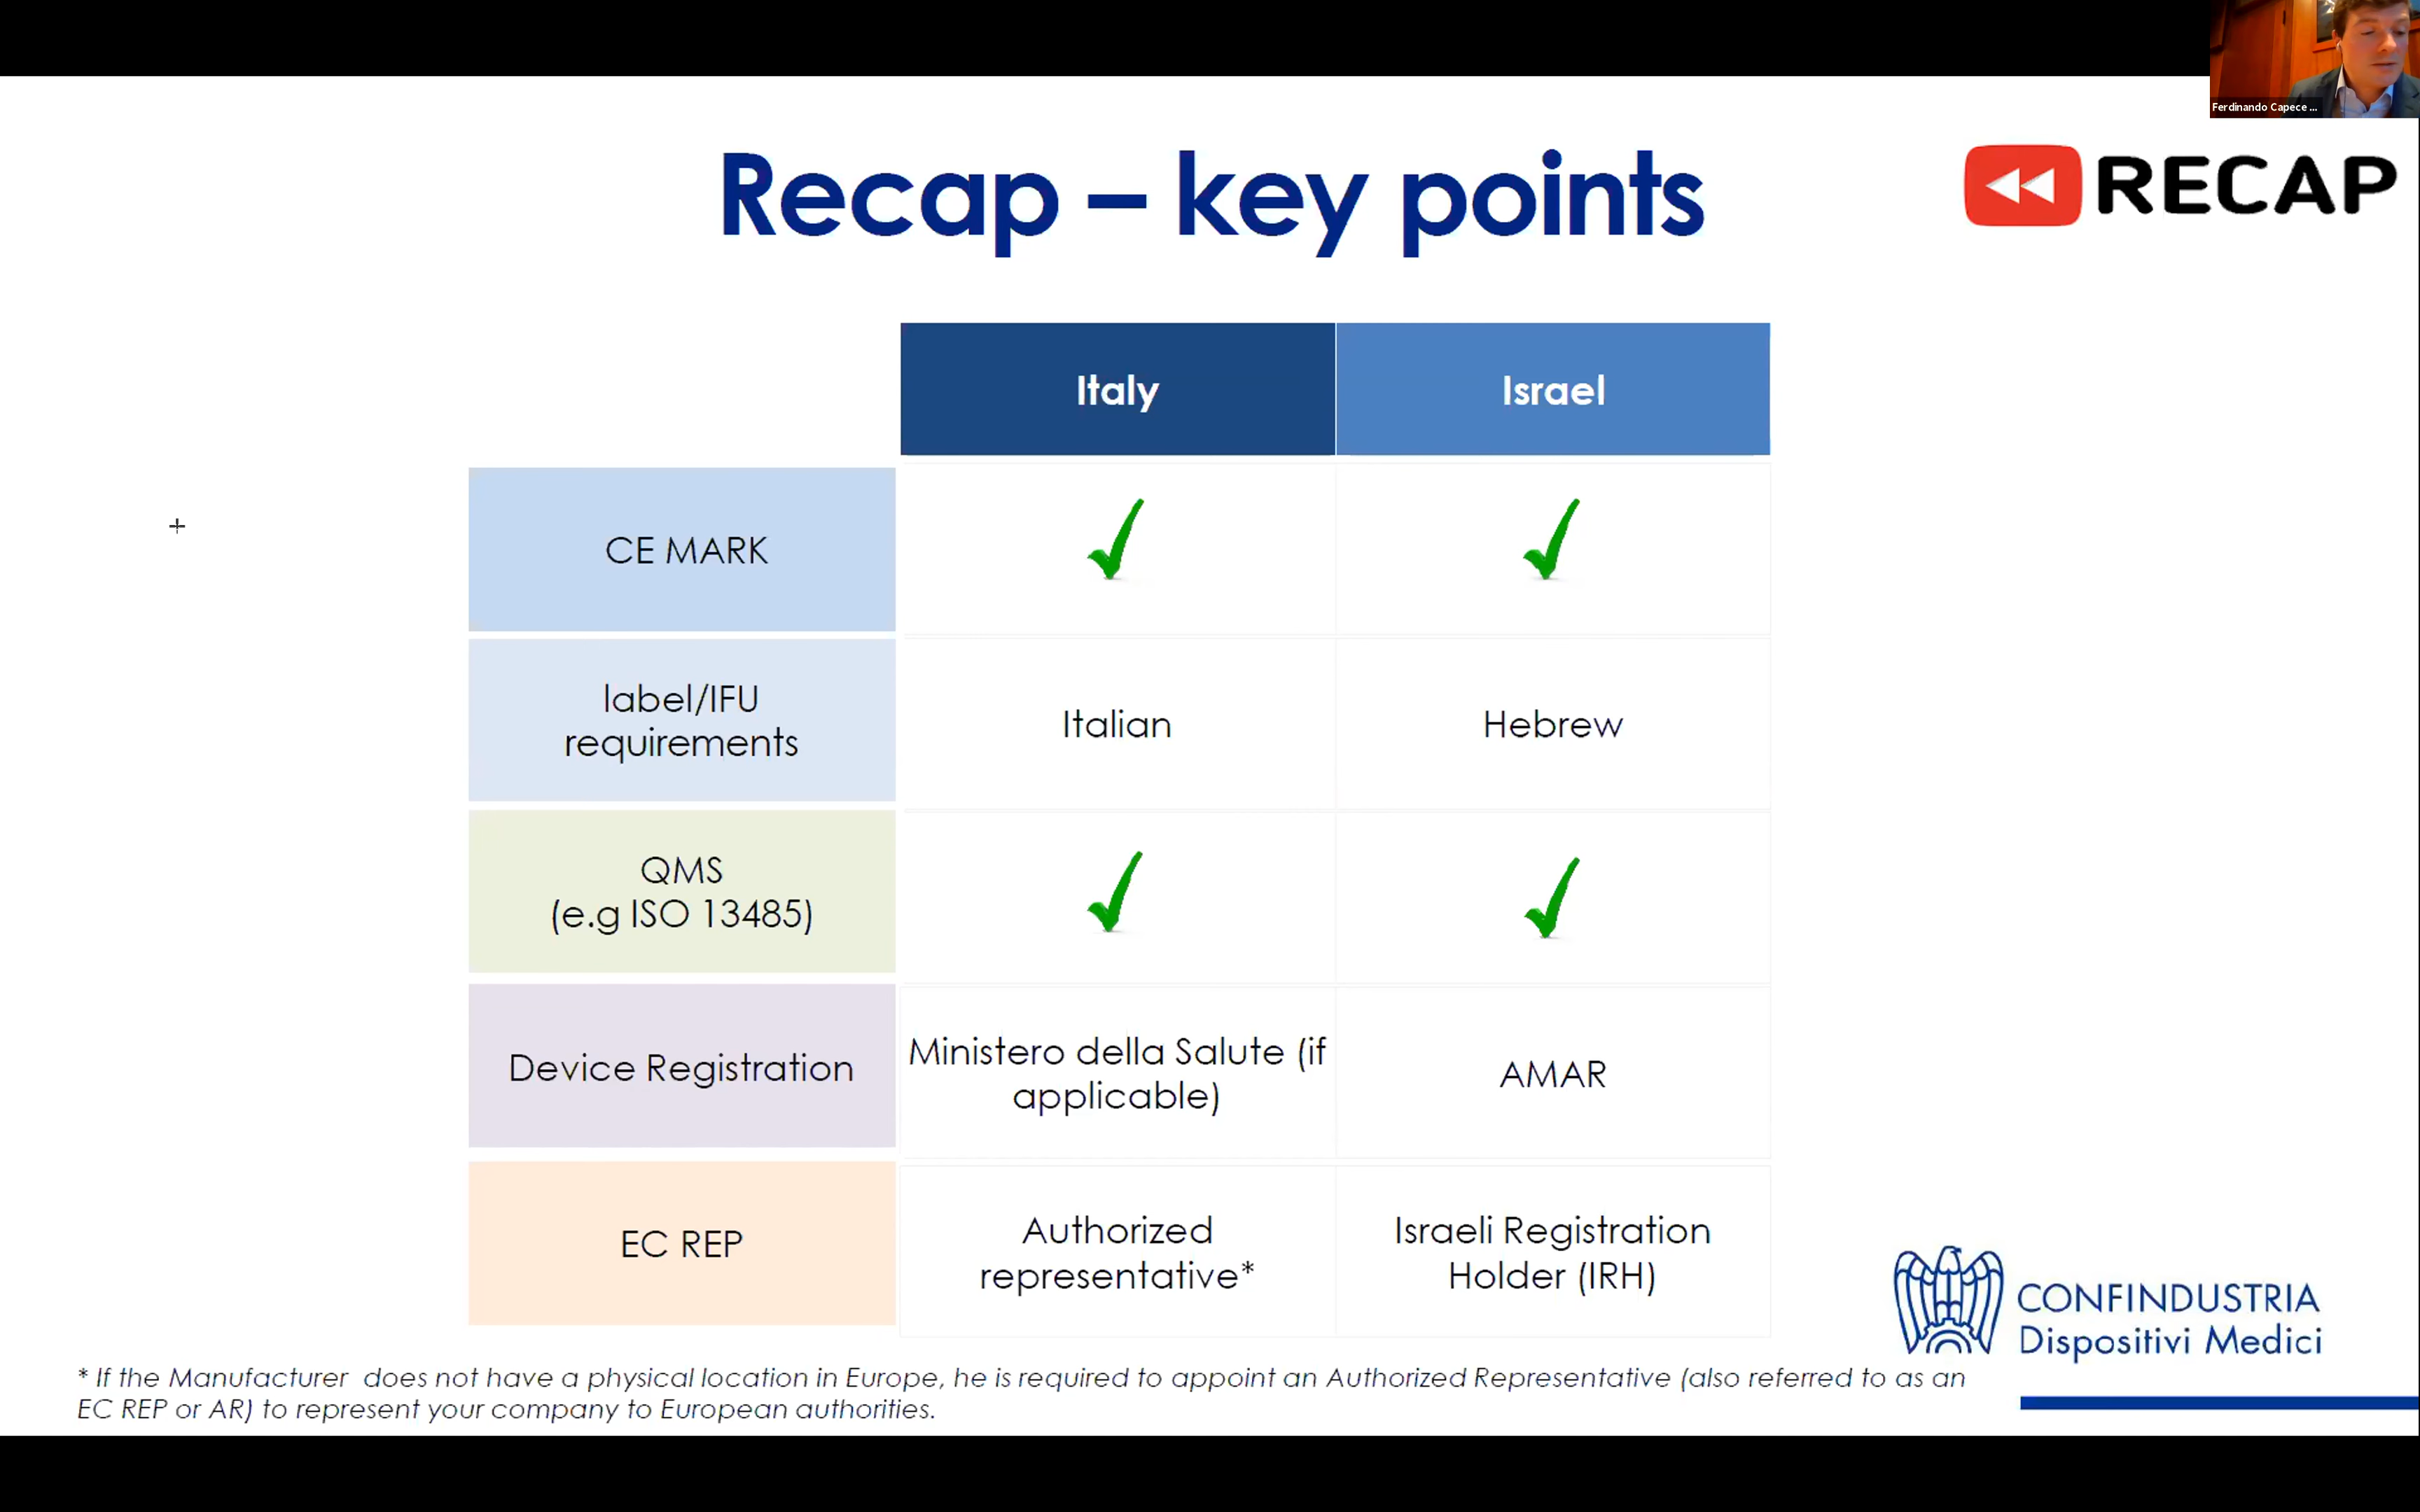 Ferdinando Capece ...
Recap – key points
RECAP
Italy
Israel
CE MARK
label/IFU
requirements
Italian
Hebrew
QMS
(e.g ISO 13485)
Device Registration
Ministero della Salute (if
applicable)
AMAR
EC REP
Authorized
representative*
Israeli Registration
Holder (IRH)
CONFINDUSTRIA
Dispositivi Medici
* If the Manufacturer does not have a physical location in Europe, he is required to appoint an Authorized Representative (also referred to as an
EC REP or AR) to represent your company to European authorities.